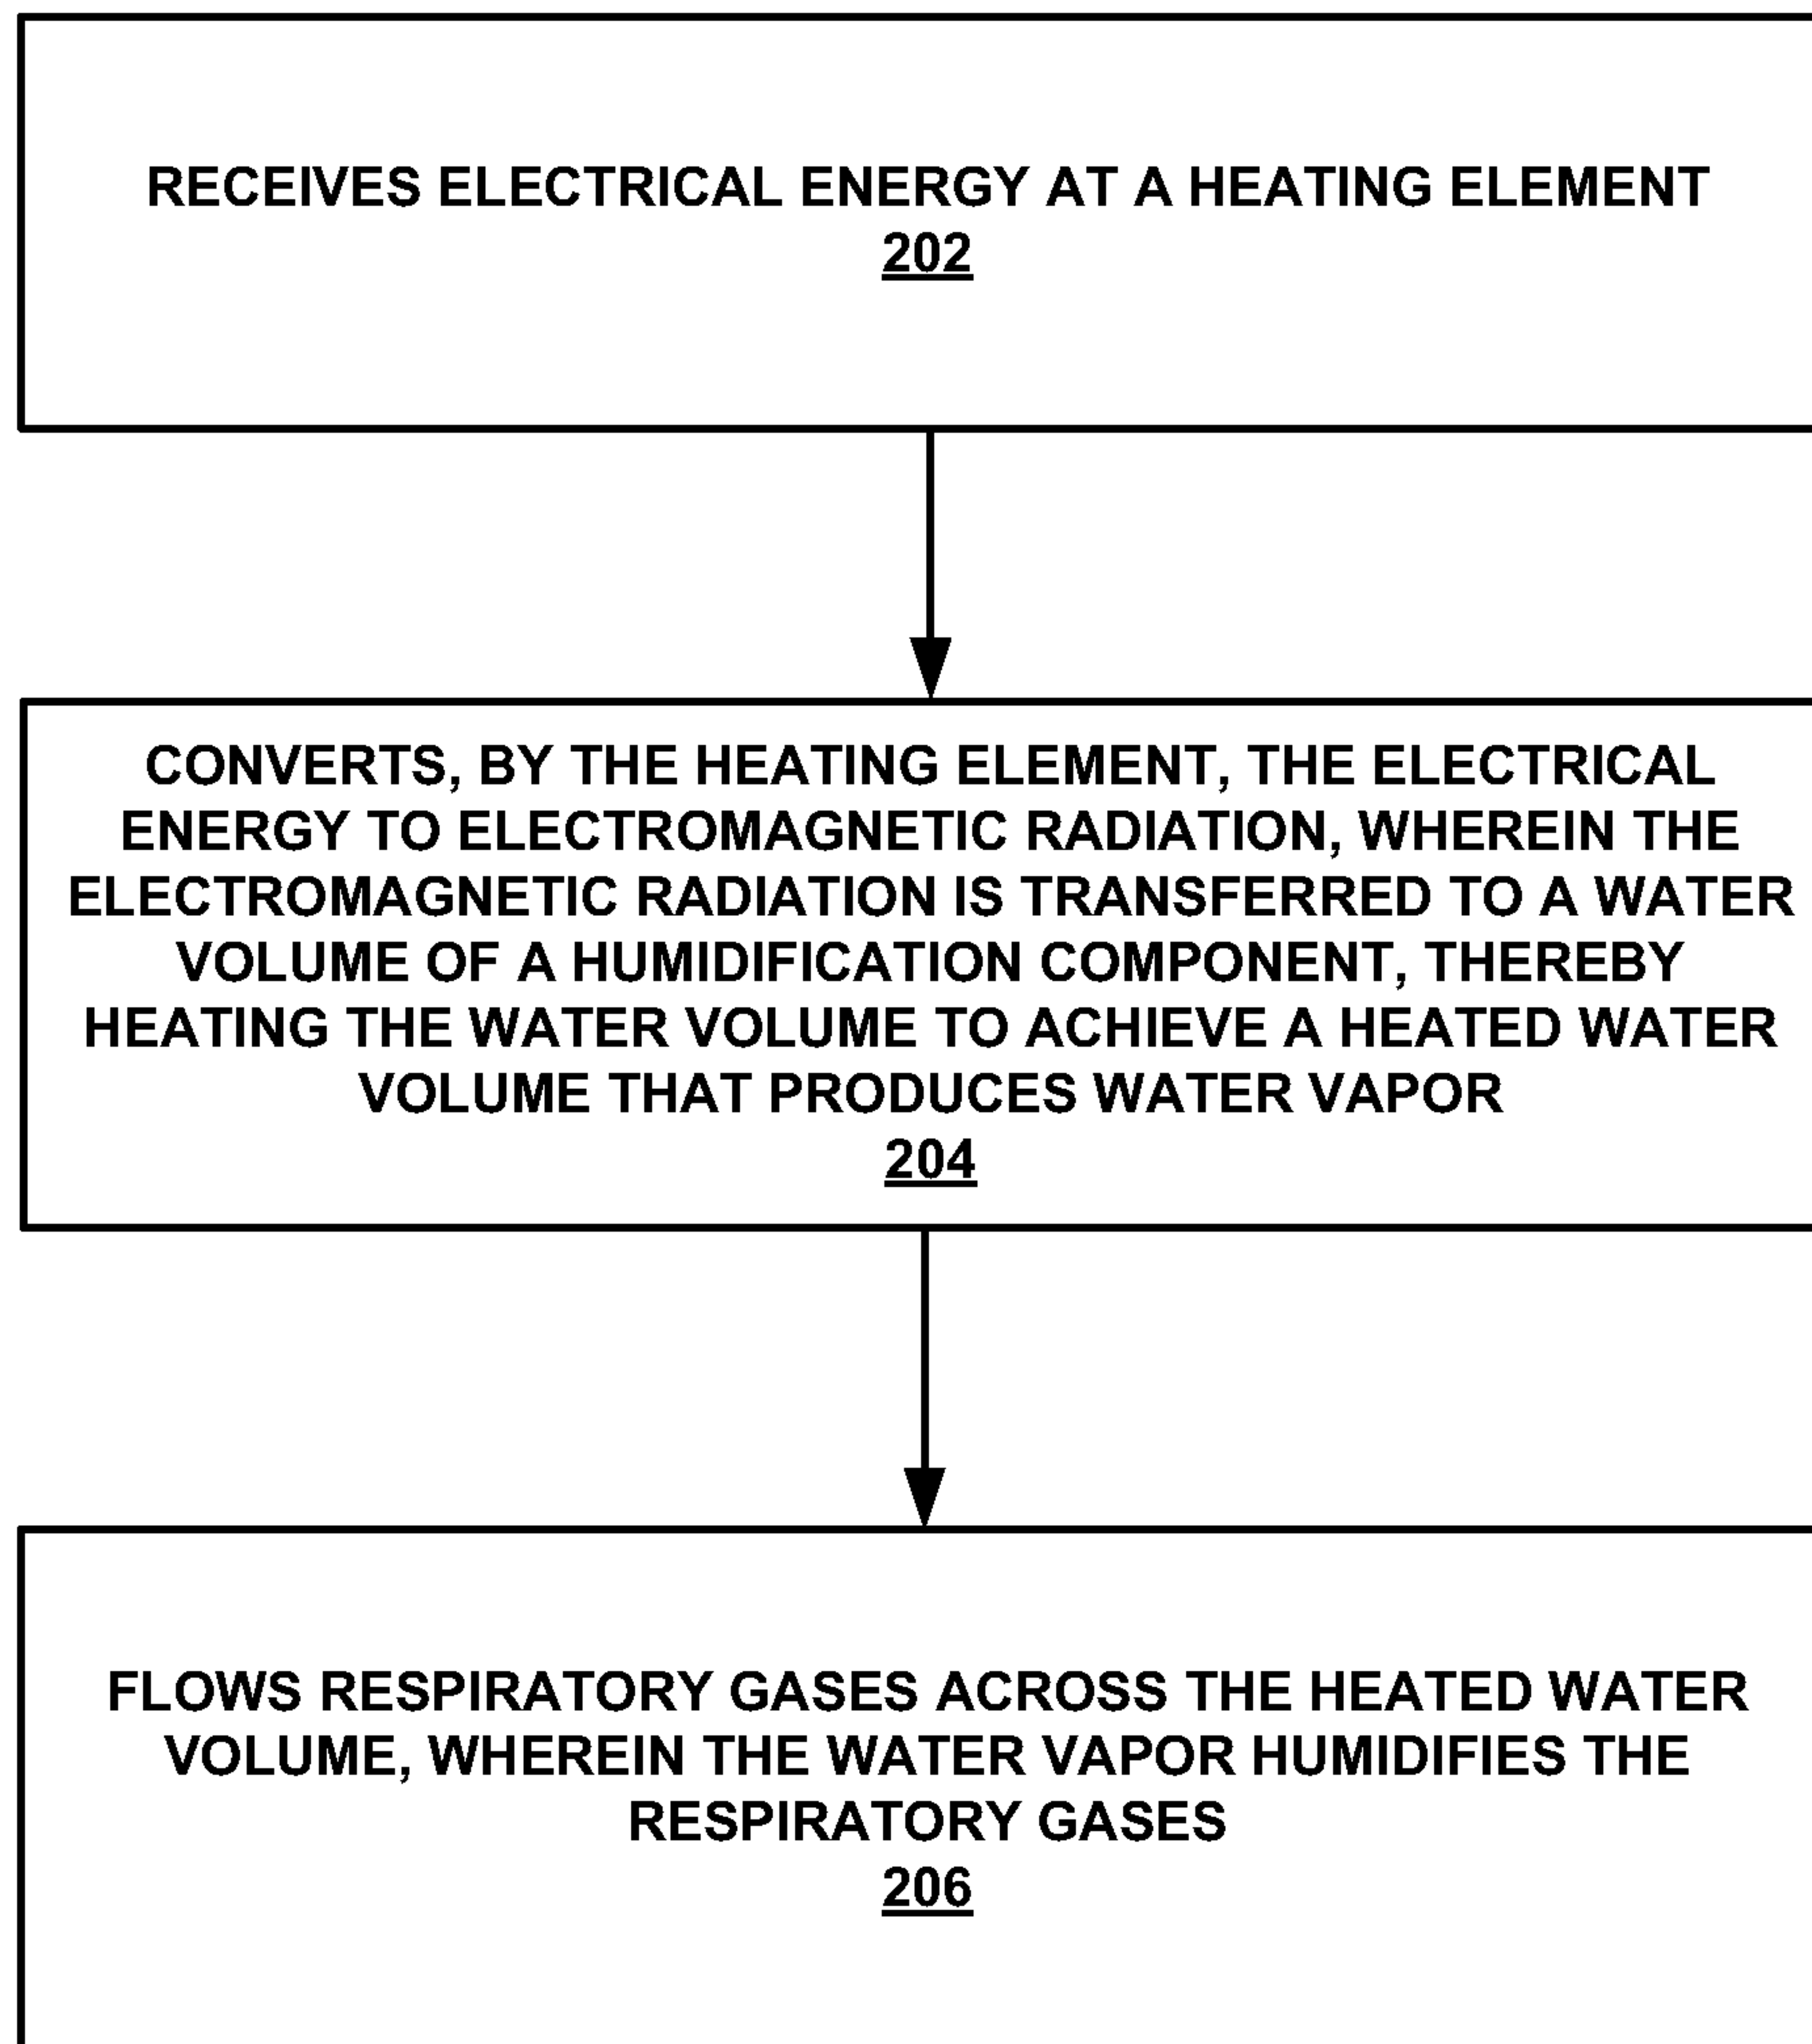 RECEIVES ELECTRICAL ENERGY AT A HEATING ELEMENT
202
CONVERTS, BY THE HEATING ELEMENT, THE ELECTRICAL
ENERGY TO ELECTROMAGNETIC RADIATION, WHEREIN THE
ELECTROMAGNETIC RADIATION IS TRANSFERRED TO A WATER
VOLUME OF A HUMIDIFICATION COMPONENT, THEREBY
HEATING THE WATER VOLUME TO ACHIEVE A HEATED WATER
VOLUME THAT PRODUCES WATER VAPOR
204
FLOWS RESPIRATORY GASES ACROSS THE HEATED WATER
VOLUME, WHEREIN THE WATER VAPOR HUMIDIFIES THE
RESPIRATORY GASES
206